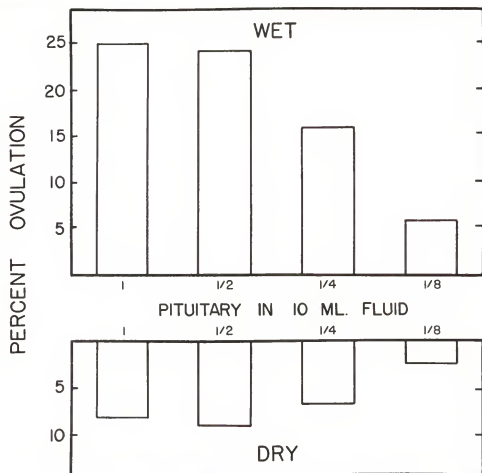 WET
PERCENT OVULATION
25
20
15
10
5
1 1/2 1/4 1/8
PITUITARY IN 10 ML. FLUID
1 1/2 1/4 1/8
5
10
DRY